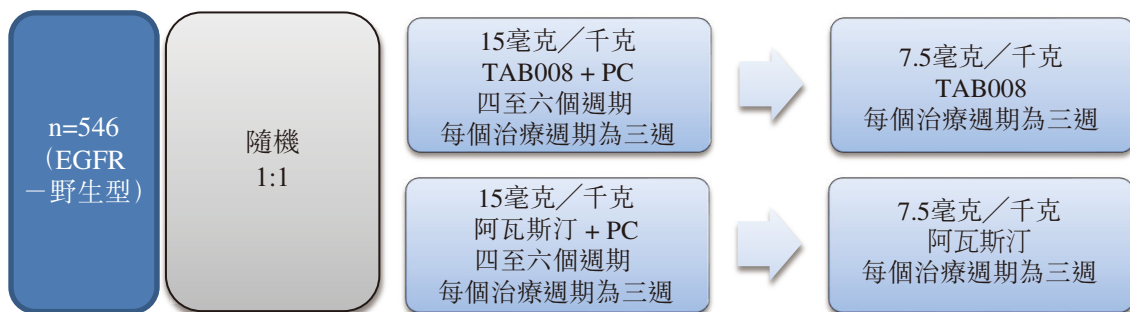 n=546
（EGFR
－野生型）
隨機
1:1
15毫克／千克
TAB008 + PC
四至六個週期
每個治療週期為三週
7.5毫克／千克
TAB008
每個治療週期為三週
15毫克／千克
阿瓦斯汀 + PC
四至六個週期
每個治療週期為三週
7.5毫克／千克
阿瓦斯汀
每個治療週期為三週